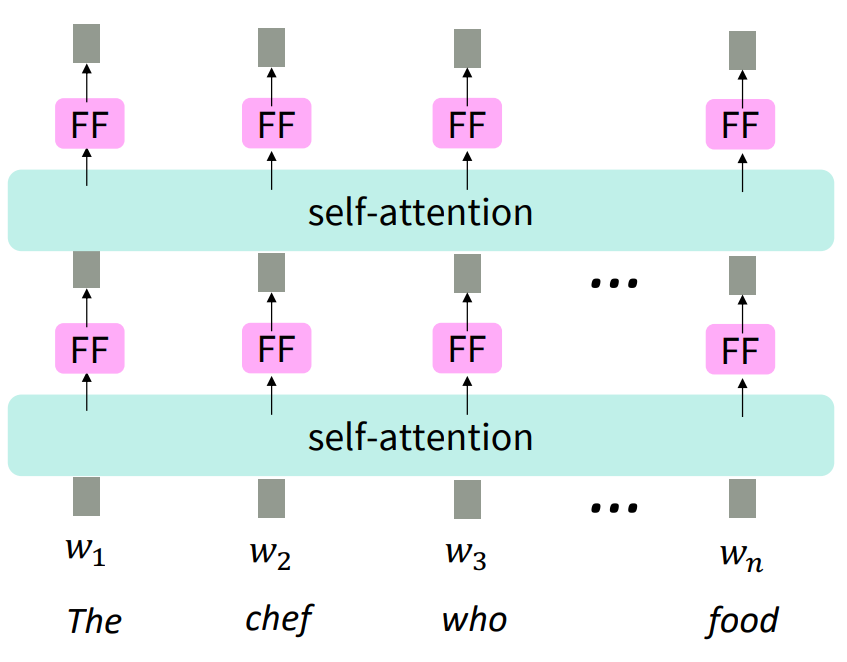 FF FF FF FF
self-attention
...
FF FF FF FF
self-attention
...
w₁ w₂ w₃ wₙ
The chef who food